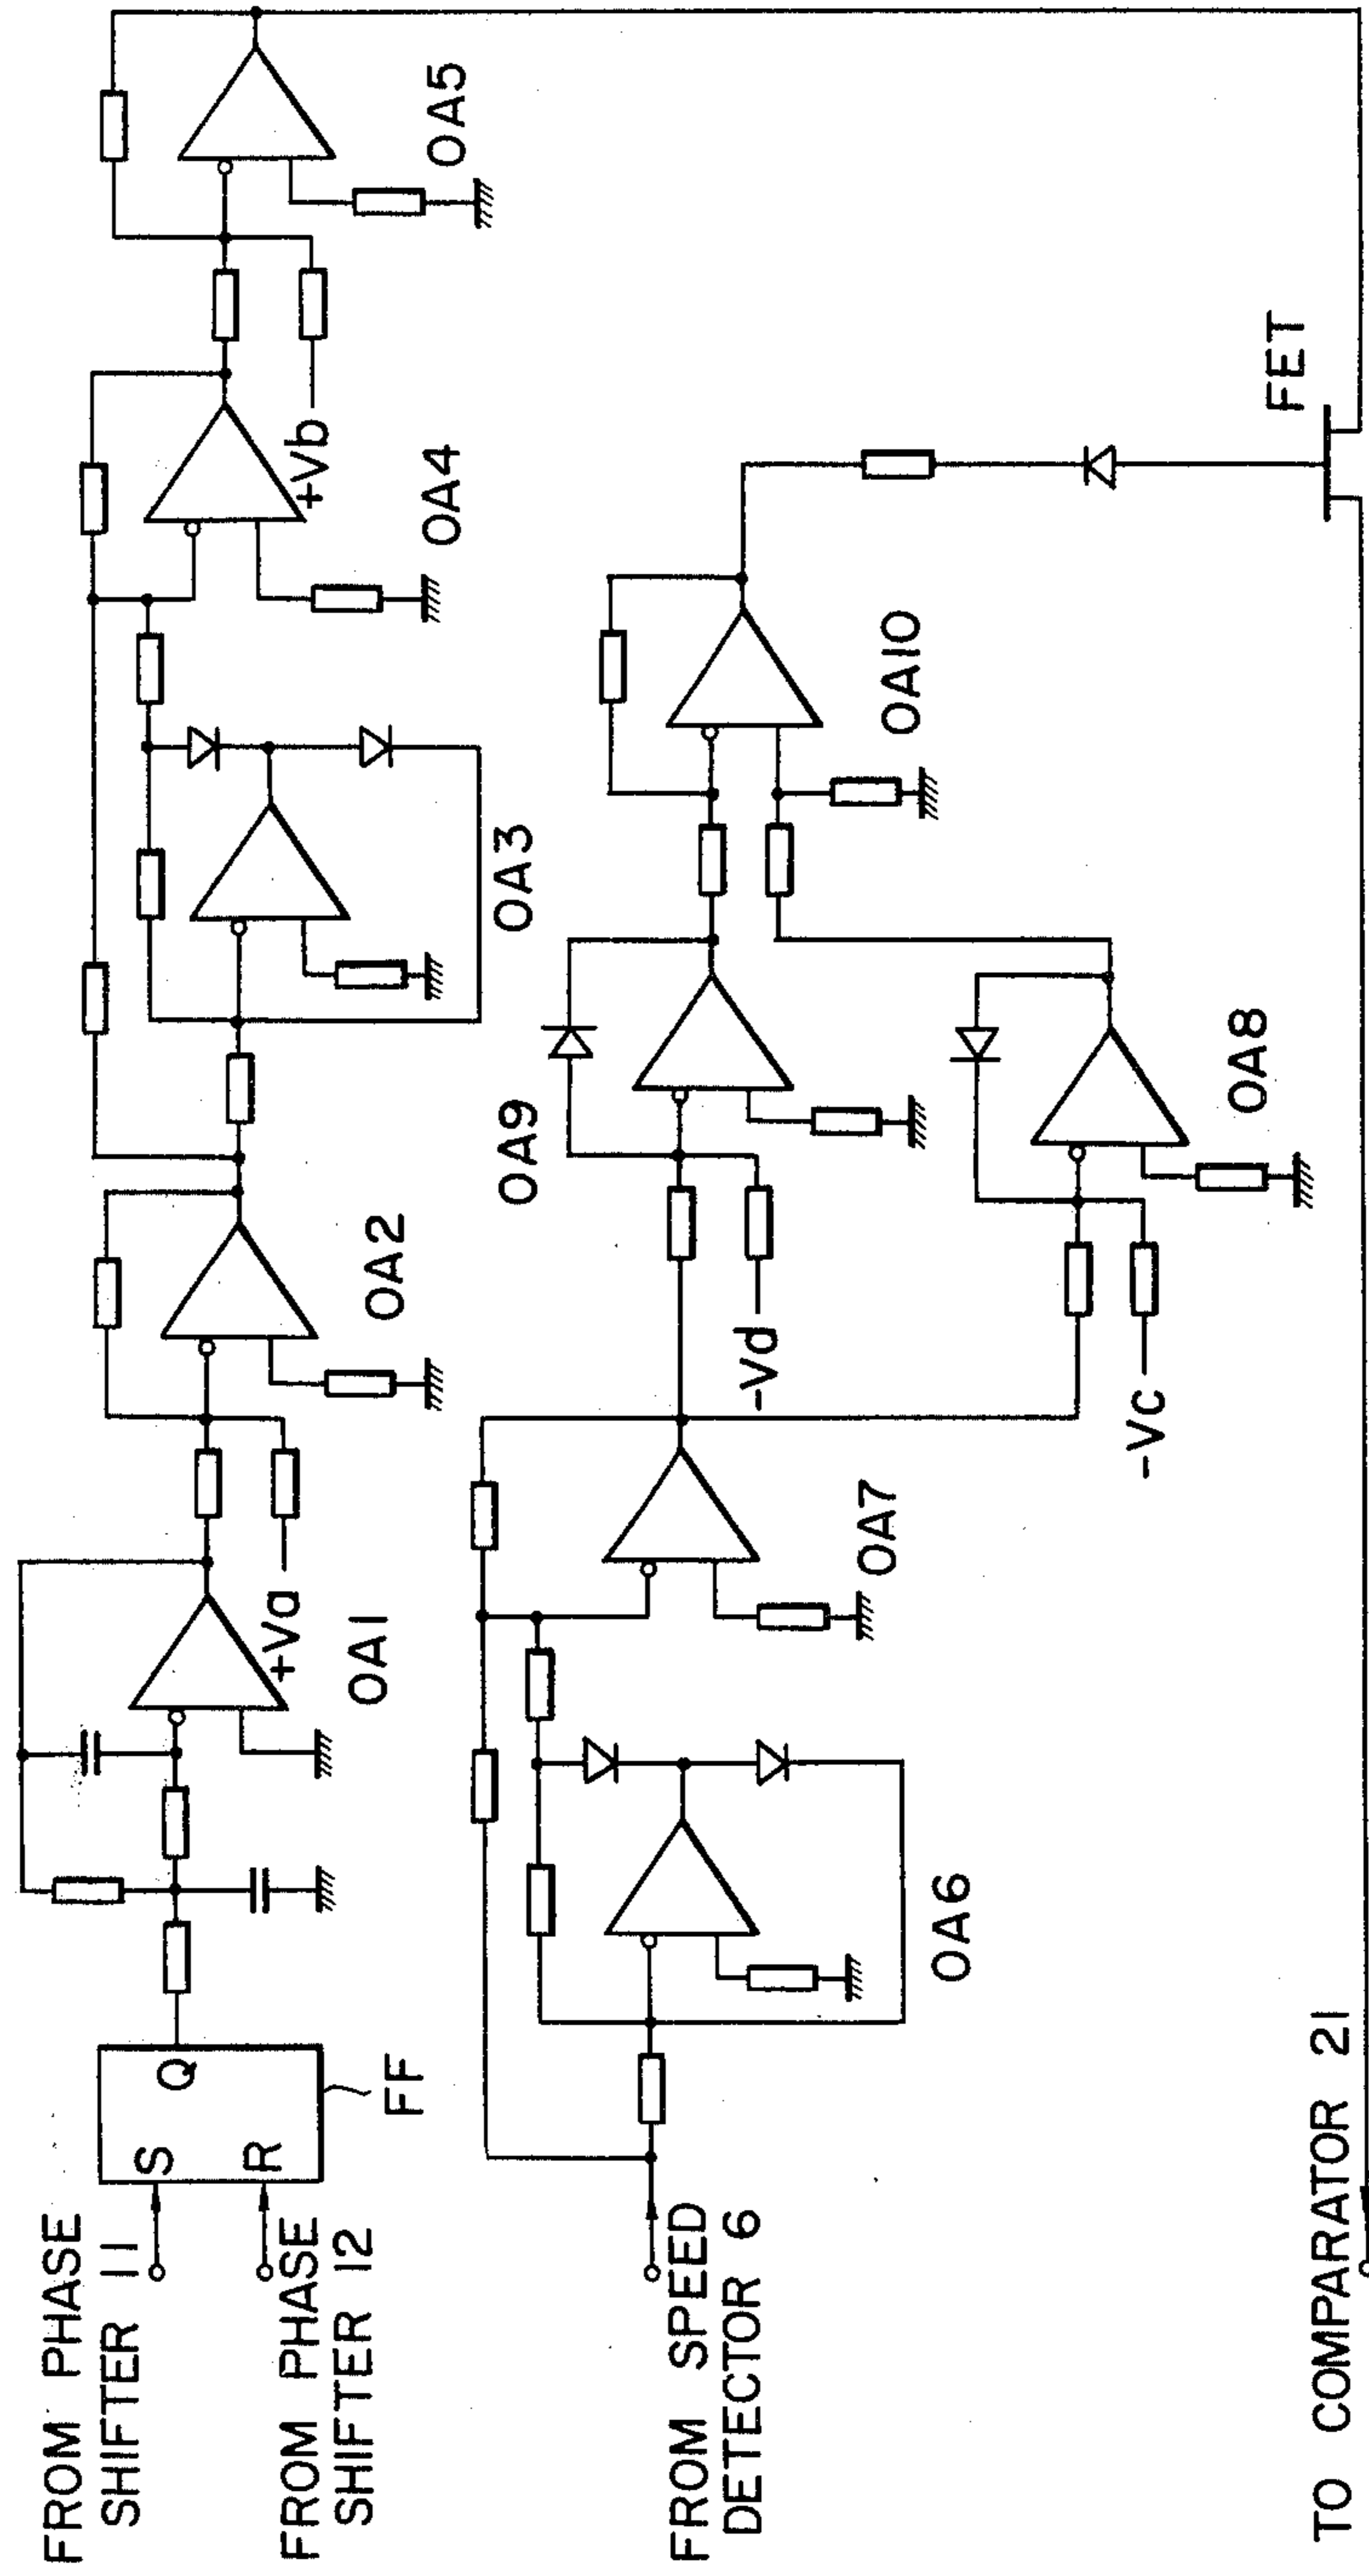 FROM PHASE
SHIFTER 11
FROM PHASE
SHIFTER 12
S
R
Q
FF
+Va
OA1
OA2
OA3
OA4
+Vb
OA5
FROM SPEED
DETECTOR 6
OA6
OA7
-Vd
OA9
-Vc
OA8
OA10
FET
TO COMPARATOR 21